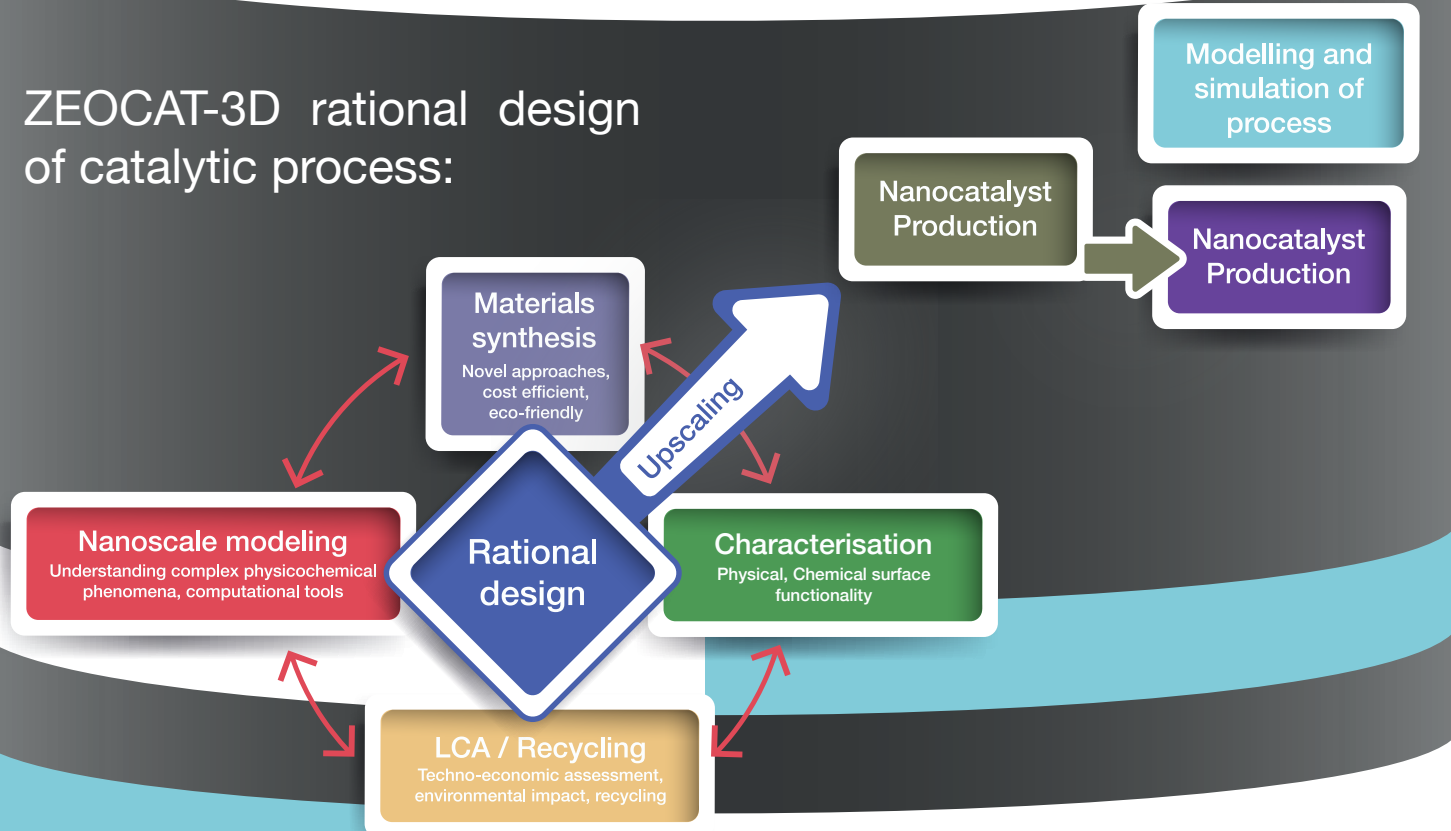 ZEOCAT-3D rational design
of catalytic process:
Modelling and
simulation of
process
Nanocatalyst
Production
Nanocatalyst
Production
Materials
synthesis
Novel approaches,
cost efficient,
eco-friendly
Upscaling
Nanoscale modeling
Understanding complex physicochemical
phenomena, computational tools
Rational
design
Characterisation
Physical, Chemical surface
functionality
LCA / Recycling
Techno-economic assessment,
environmental impact, recycling